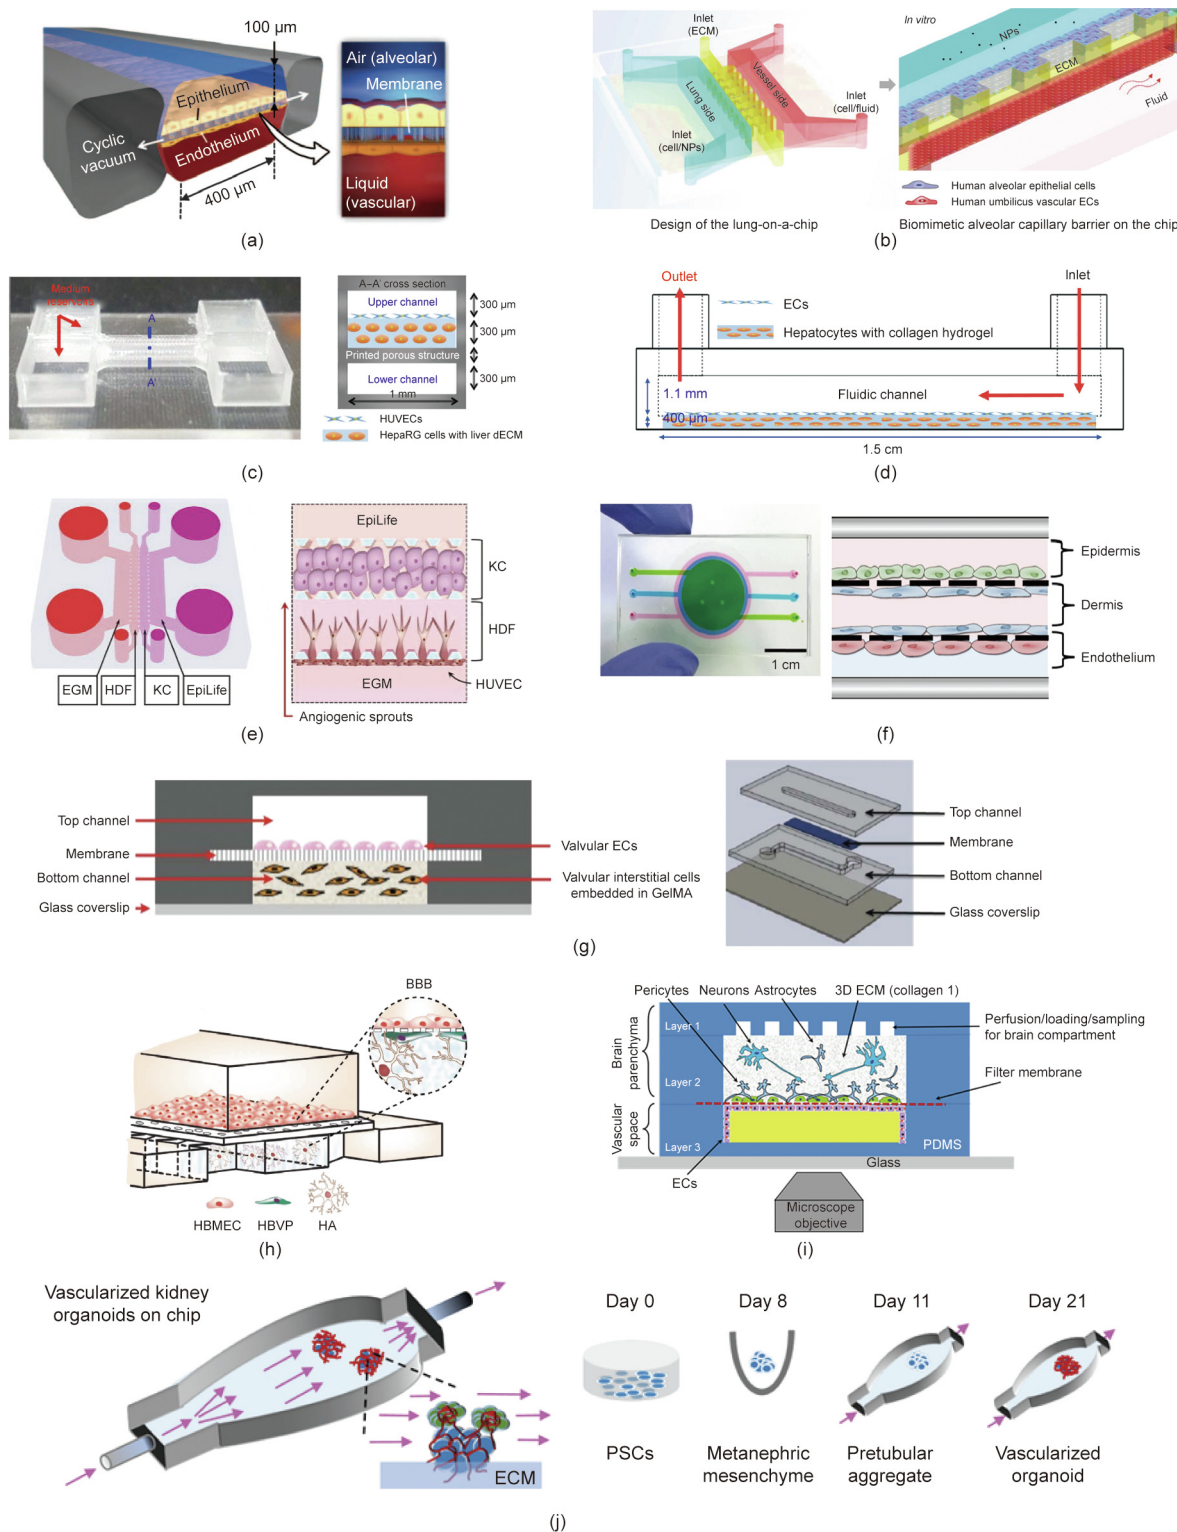 100 µm
Air (alveolar)
Membrane
Epithelium
Cyclic
vacuum
Endothelium
400 µm
Liquid
(vascular)
(a)
Inlet
(ECM)
Vessel side
Lung side
Inlet
(cell/fluid)
Inlet
(cell/NPs)
Design of the lung-on-a-chip
In vitro
NPs
ECM
Fluid
Human alveolar epithelial cells
Human umbilicus vascular ECs
Biomimetic alveolar capillary barrier on the chip
(b)
Medium
reservoirs
A
A'
A–A' cross section
Upper channel
300 µm
300 µm
Printed porous structure
Lower channel
300 µm
1 mm
HUVECs
HepaRG cells with liver dECM
(c)
Outlet
Inlet
ECs
Hepatocytes with collagen hydrogel
1.1 mm
Fluidic channel
400 µm
1.5 cm
(d)
EGM
HDF
KC
EpiLife
EpiLife
KC
HDF
EGM
HUVEC
Angiogenic sprouts
(e)
1 cm
Epidermis
Dermis
Endothelium
(f)
Top channel
Membrane
Bottom channel
Glass coverslip
Valvular ECs
Valvular interstitial cells
embedded in GelMA
Top channel
Membrane
Bottom channel
Glass coverslip
(g)
BBB
HBMEC
HBVP
HA
(h)
Pericytes
Neurons
Astrocytes
3D ECM (collagen 1)
Perfusion/loading/sampling
for brain compartment
Filter membrane
Brain
parenchyma
Vascular
space
Layer 1
Layer 2
Layer 3
PDMS
Glass
ECs
Microscope
objective
(i)
Vascularized kidney
organoids on chip
ECM
Day 0
Day 8
Day 11
Day 21
PSCs
Metanephric
mesenchyme
Pretubular
aggregate
Vascularized
organoid
(j)